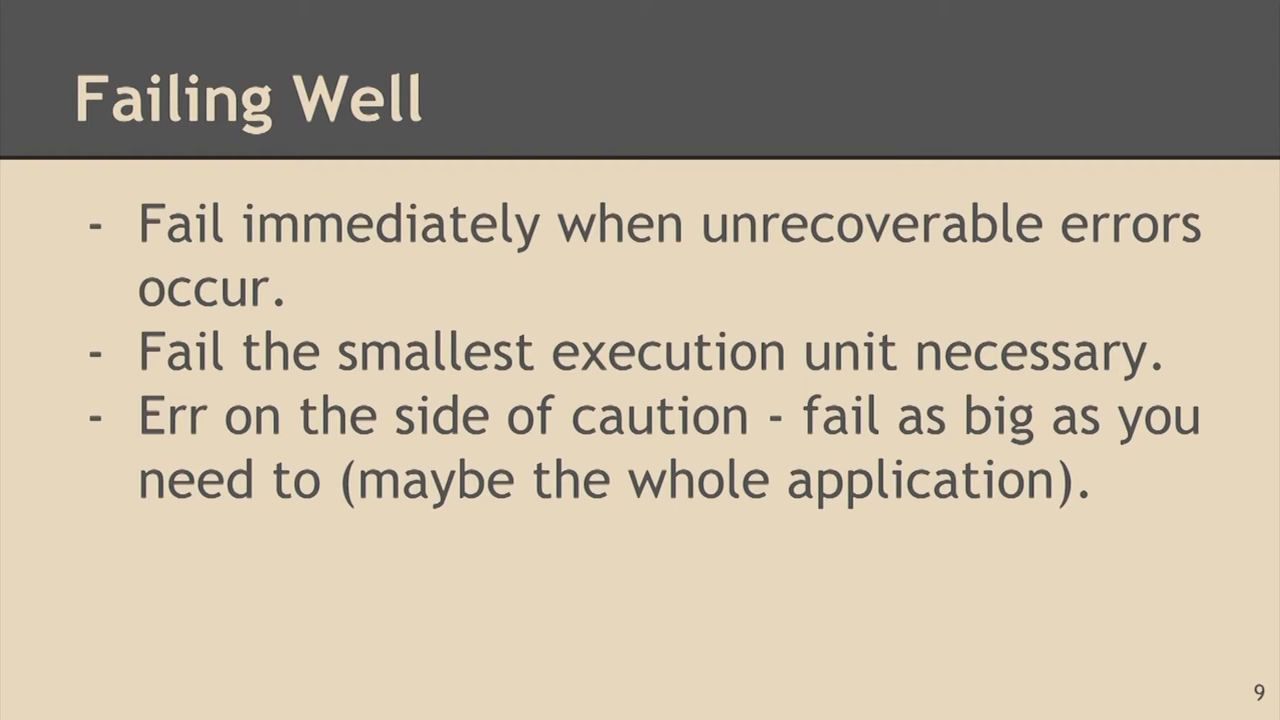 Failing Well
- Fail immediately when unrecoverable errors
occur.
- Fail the smallest execution unit necessary.
- Err on the side of caution - fail as big as you
need to (maybe the whole application).
9